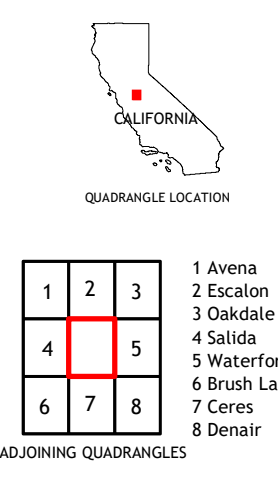 CALIFORNIA
QUADRANGLE LOCATION
1 2 3
4 5
6 7 8
1 Avena
2 Escalon
3 Oakdale
4 Salida
5 Waterfor
6 Brush La
7 Ceres
8 Denair
ADJOINING QUADRANGLES